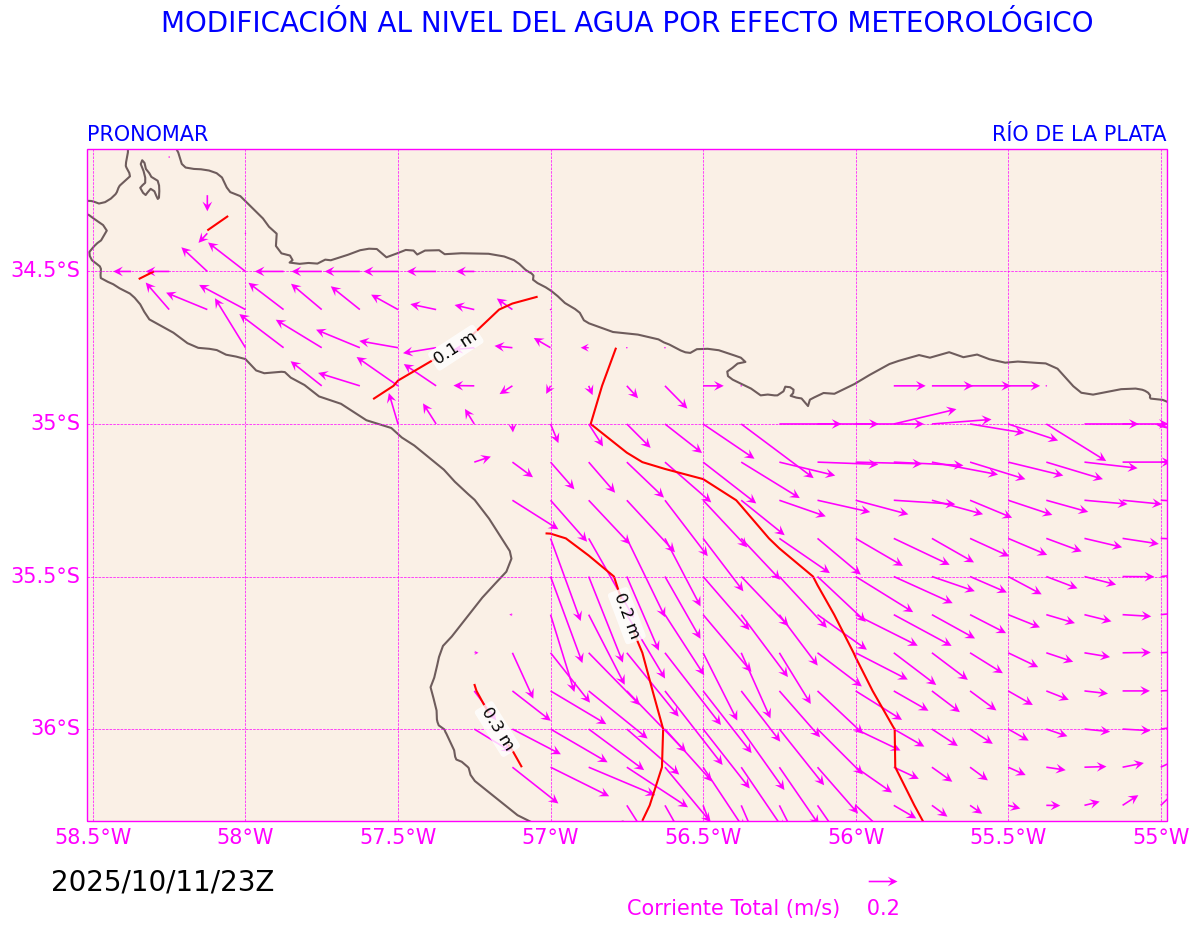 MODIFICACIÓN AL NIVEL DEL AGUA POR EFECTO METEOROLÓGICO
PRONOMAR
RÍO DE LA PLATA
34.5°S
0.1 m
35°S
35.5°S
0.2 m
36°S
0.3 m
58.5°W 58°W 57.5°W 57°W 56.5°W 56°W 55.5°W 55°W
2025/10/11/23Z
Corriente Total (m/s) 0.2